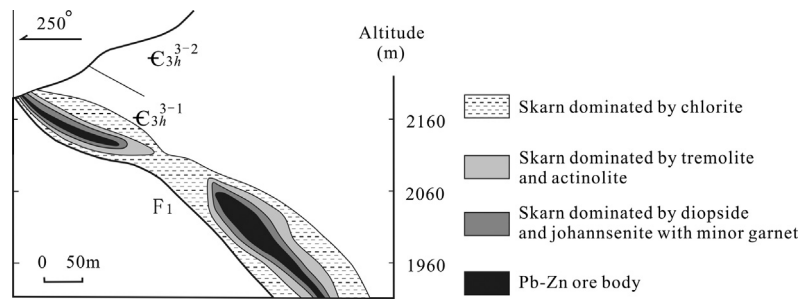 250°
Є3h3-2
Є3h3-1
F1
0 50m
Altitude
(m)
2160
2060
1960
Skarn dominated by chlorite
Skarn dominated by tremolite
and actinolite
Skarn dominated by diopside
and johannsenite with minor garnet
Pb-Zn ore body